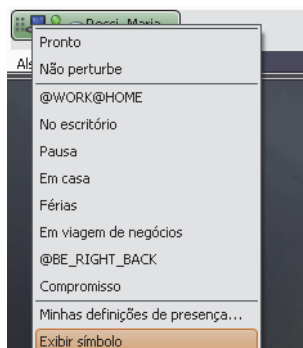 Pronto
Não perturbe
@WORK@HOME
No escritório
Pausa
Em casa
Férias
Em viagem de negócios
@BE_RIGHT_BACK
Compromisso
Minhas definições de presença...
Exibir símbolo